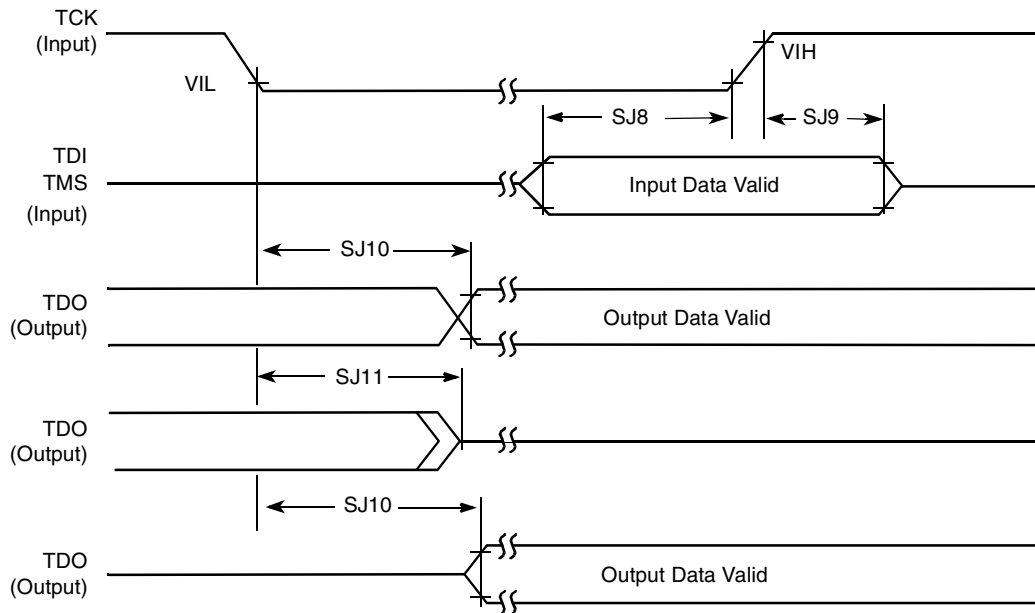 TCK
(Input)
VIL
VIH
SJ8
SJ9
TDI
TMS
(Input)
Input Data Valid
SJ10
TDO
(Output)
Output Data Valid
SJ11
TDO
(Output)
SJ10
TDO
(Output)
Output Data Valid